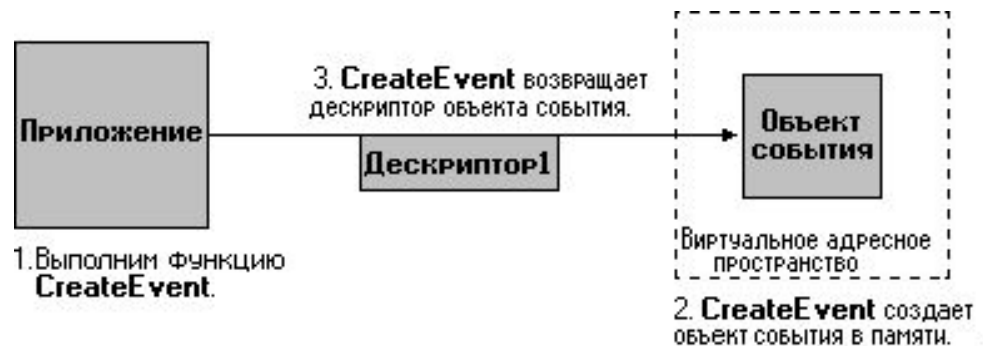 Приложение
3. CreateEvent возвращает
дескриптор объекта события.
Дескриптор1
Объект
события
1.Выполним функцию
CreateEvent.
Виртуальное адресное
пространство
2. CreateEvent создает
объект события в памяти.